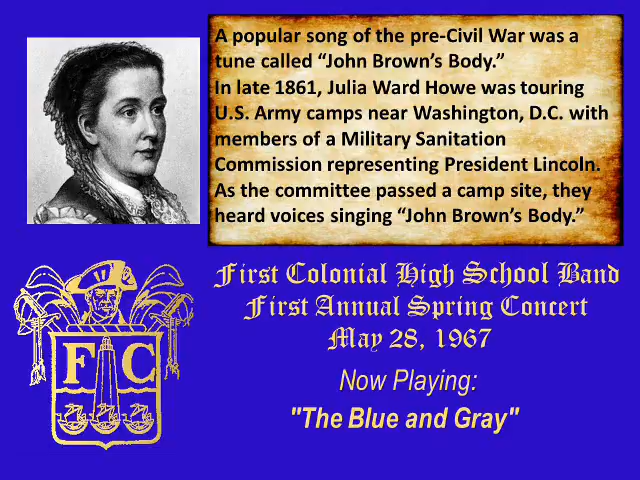 A popular song of the pre-Civil War was a
tune called “John Brown’s Body.”
In late 1861, Julia Ward Howe was touring
U.S. Army camps near Washington, D.C. with
members of a Military Sanitation
Commission representing President Lincoln.
As the committee passed a camp site, they
heard voices singing “John Brown’s Body.”
First Colonial High School Band
First Annual Spring Concert
May 28, 1967
Now Playing:
"The Blue and Gray"
F C